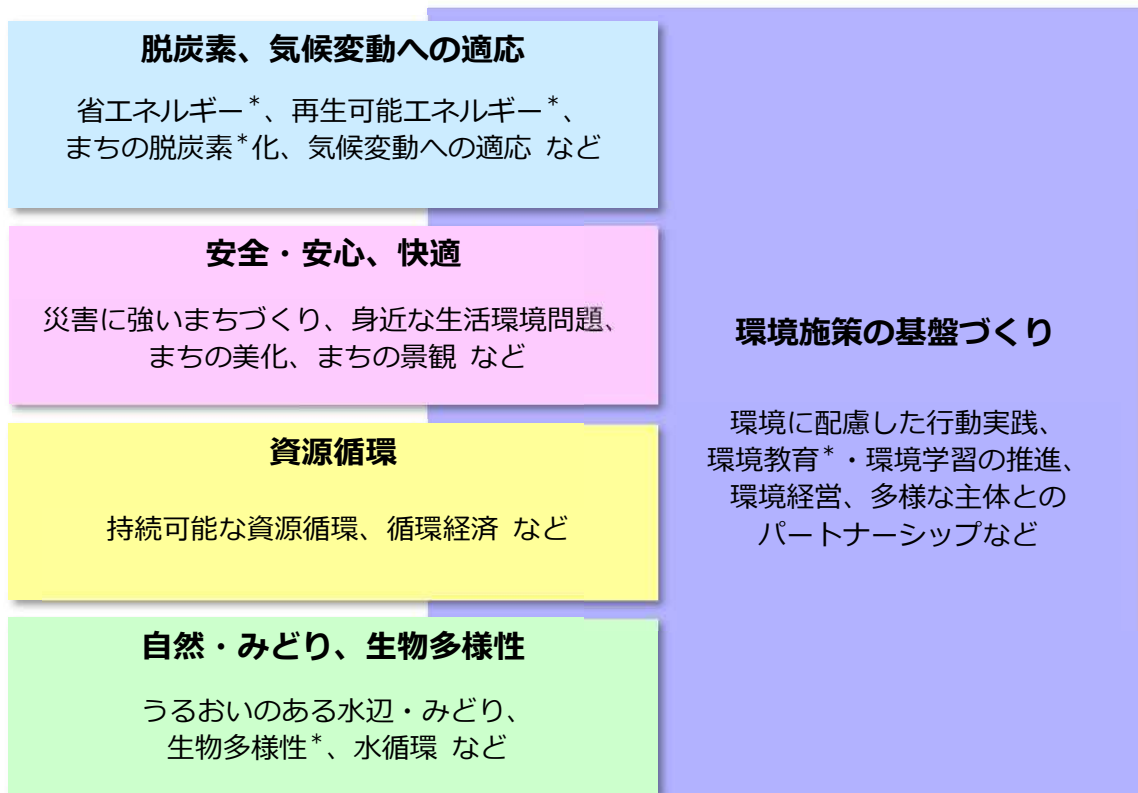 脱炭素、気候変動への適応
省エネルギー*、再生可能エネルギー*、
まちの脱炭素*化、気候変動への適応 など
安全・安心、快適
災害に強いまちづくり、身近な生活環境問題、
まちの美化、まちの景観 など
資源循環
持続可能な資源循環、循環経済 など
自然・みどり、生物多様性
うるおいのある水辺・みどり、
生物多様性*、水循環 など
環境施策の基盤づくり
環境に配慮した行動実践、
環境教育*・環境学習の推進、
環境経営、多様な主体との
パートナーシップなど